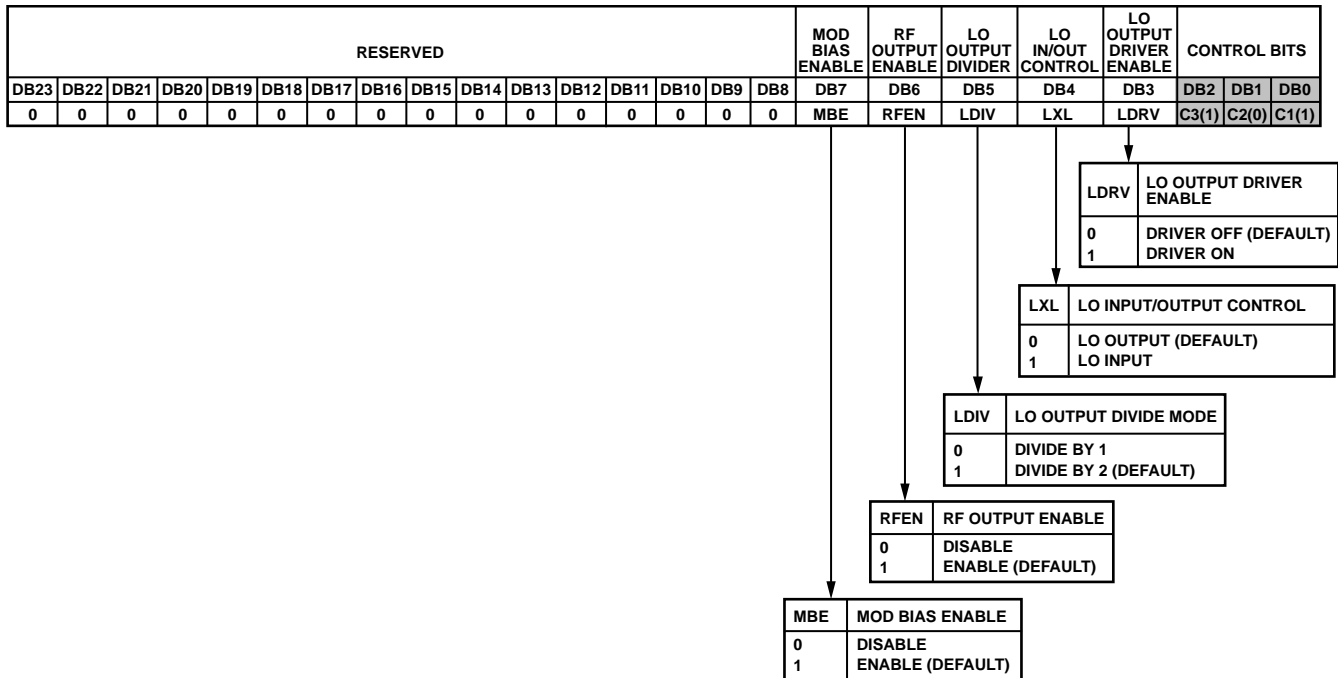 RESERVED
MOD BIAS ENABLE
RF OUTPUT ENABLE
LO OUTPUT DIVIDER
LO IN/OUT CONTROL
LO OUTPUT DRIVER ENABLE
CONTROL BITS
DB23 DB22 DB21 DB20 DB19 DB18 DB17 DB16 DB15 DB14 DB13 DB12 DB11 DB10 DB9 DB8 DB7 DB6 DB5 DB4 DB3 DB2 DB1 DB0
0 0 0 0 0 0 0 0 0 0 0 0 0 0 0 0 MBE RFEN LDIV LXL LDRV C3(1) C2(0) C1(1)
LDRV LO OUTPUT DRIVER
ENABLE
0 DRIVER OFF (DEFAULT)
1 DRIVER ON
LXL LO INPUT/OUTPUT CONTROL
0 LO OUTPUT (DEFAULT)
1 LO INPUT
LDIV LO OUTPUT DIVIDE MODE
0 DIVIDE BY 1
1 DIVIDE BY 2 (DEFAULT)
RFEN RF OUTPUT ENABLE
0 DISABLE
1 ENABLE (DEFAULT)
MBE MOD BIAS ENABLE
0 DISABLE
1 ENABLE (DEFAULT)